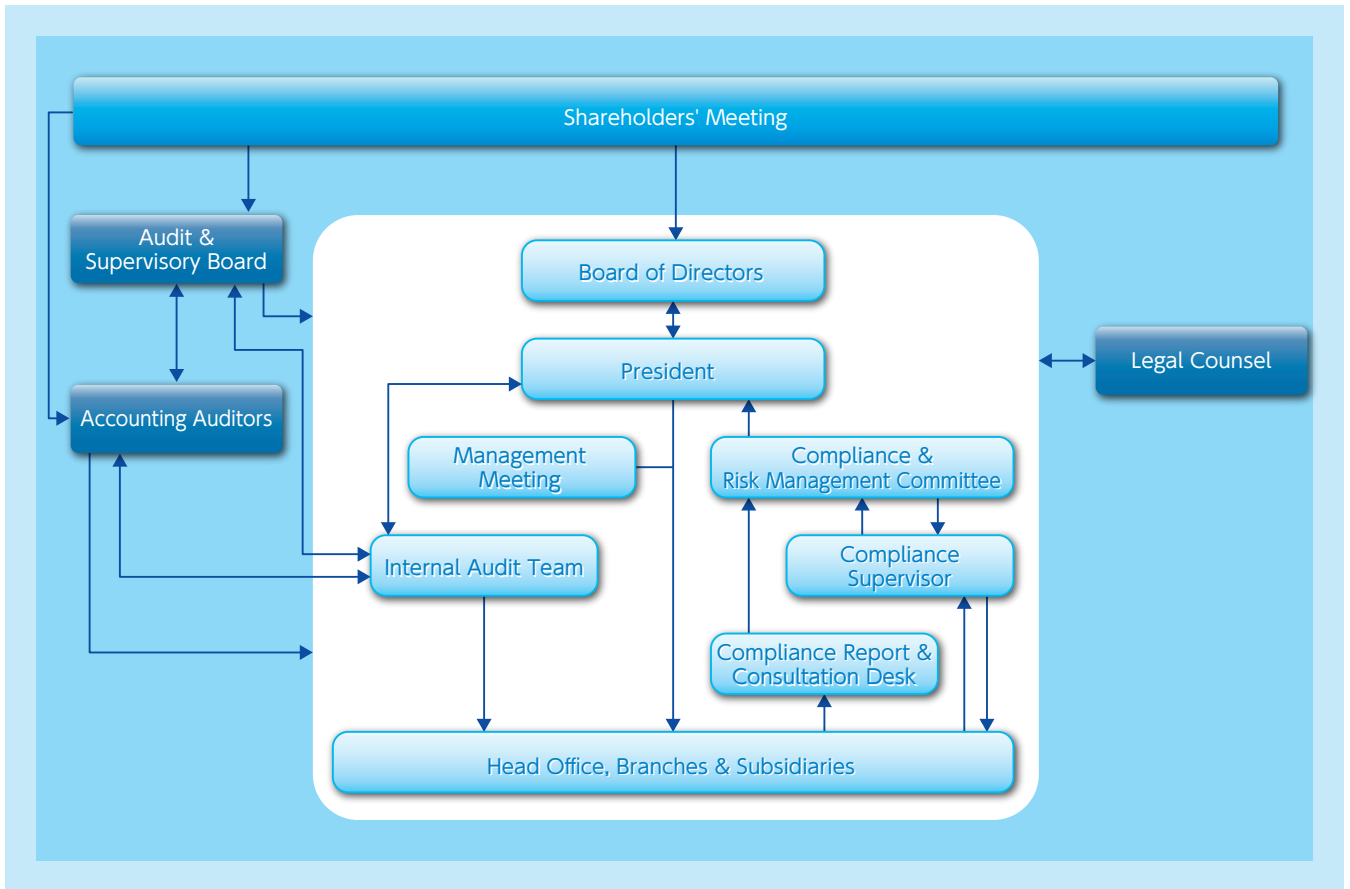 Shareholders' Meeting
Audit &
Supervisory Board
Board of Directors
President
Legal Counsel
Accounting Auditors
Management
Meeting
Compliance &
Risk Management Committee
Internal Audit Team
Compliance
Supervisor
Compliance Report &
Consultation Desk
Head Office, Branches & Subsidiaries